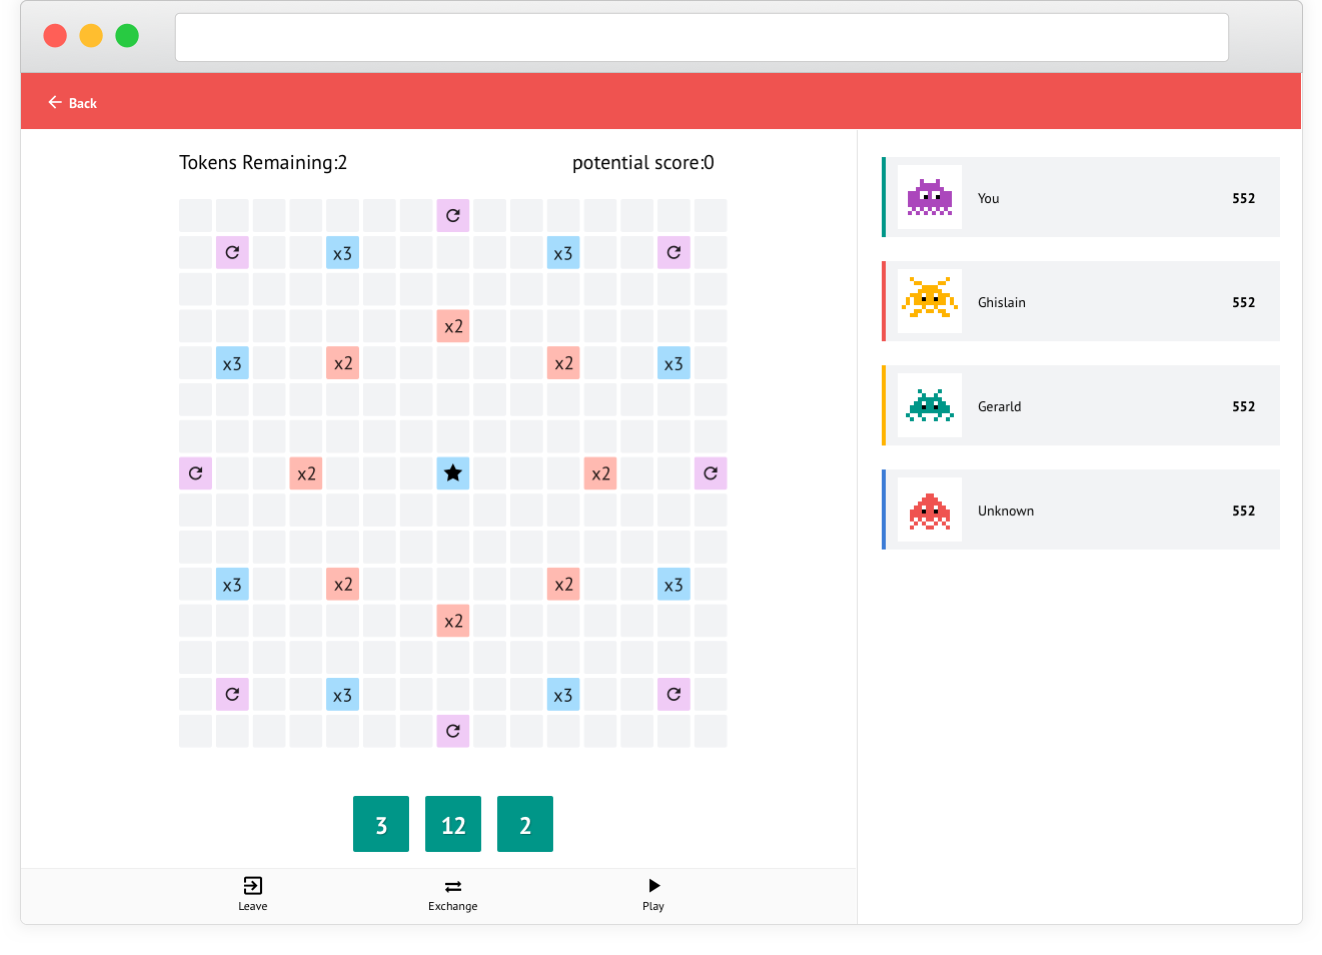 Back
Tokens Remaining:2
potential score:0
x3 x3
x2
x3 x2 x2 x3
x2 x2
x3 x2 x2 x3
x2
x3 x3
3 12 2
Leave
Exchange
Play
You 552
Ghislain 552
Gerarld 552
Unknown 552